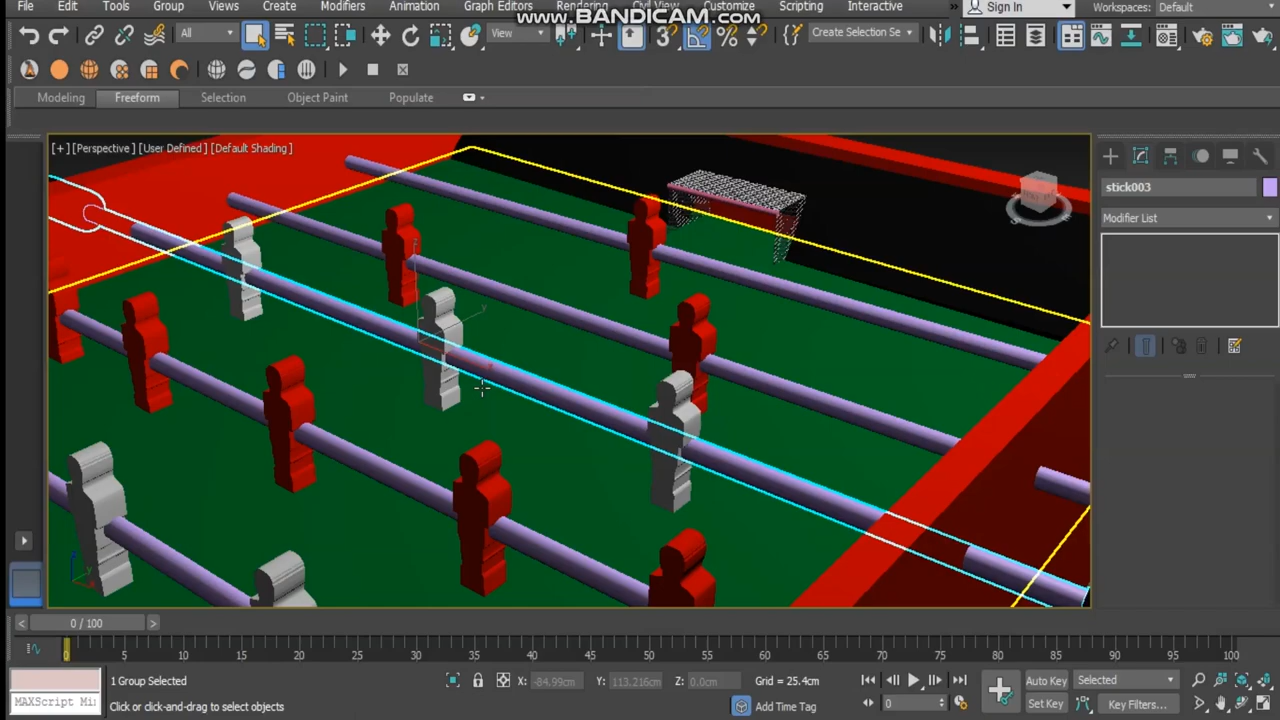 File Edit Tools Group Views Create Modifiers Animation Graph Editors Rendering Civil View Customize Scripting Interactive Sign In Workspaces: Default
www.BANDICAM.com
All View Create Selection Se
Modeling Freeform Selection Object Paint Populate
[+] [Perspective] [User Defined] [Default Shading]
stick003
Modifier List
0 / 100
0 5 10 15 20 25 30 35 40 45 50 55 60 65 70 75 80 85 90 95 100
1 Group Selected X: -84.99cm Y: 113.216cm Z: 0.0cm Grid = 25.4cm Auto Key Selected
MAXScript Mi Click or click-and-drag to select objects Add Time Tag 0 Set Key Key Filters...